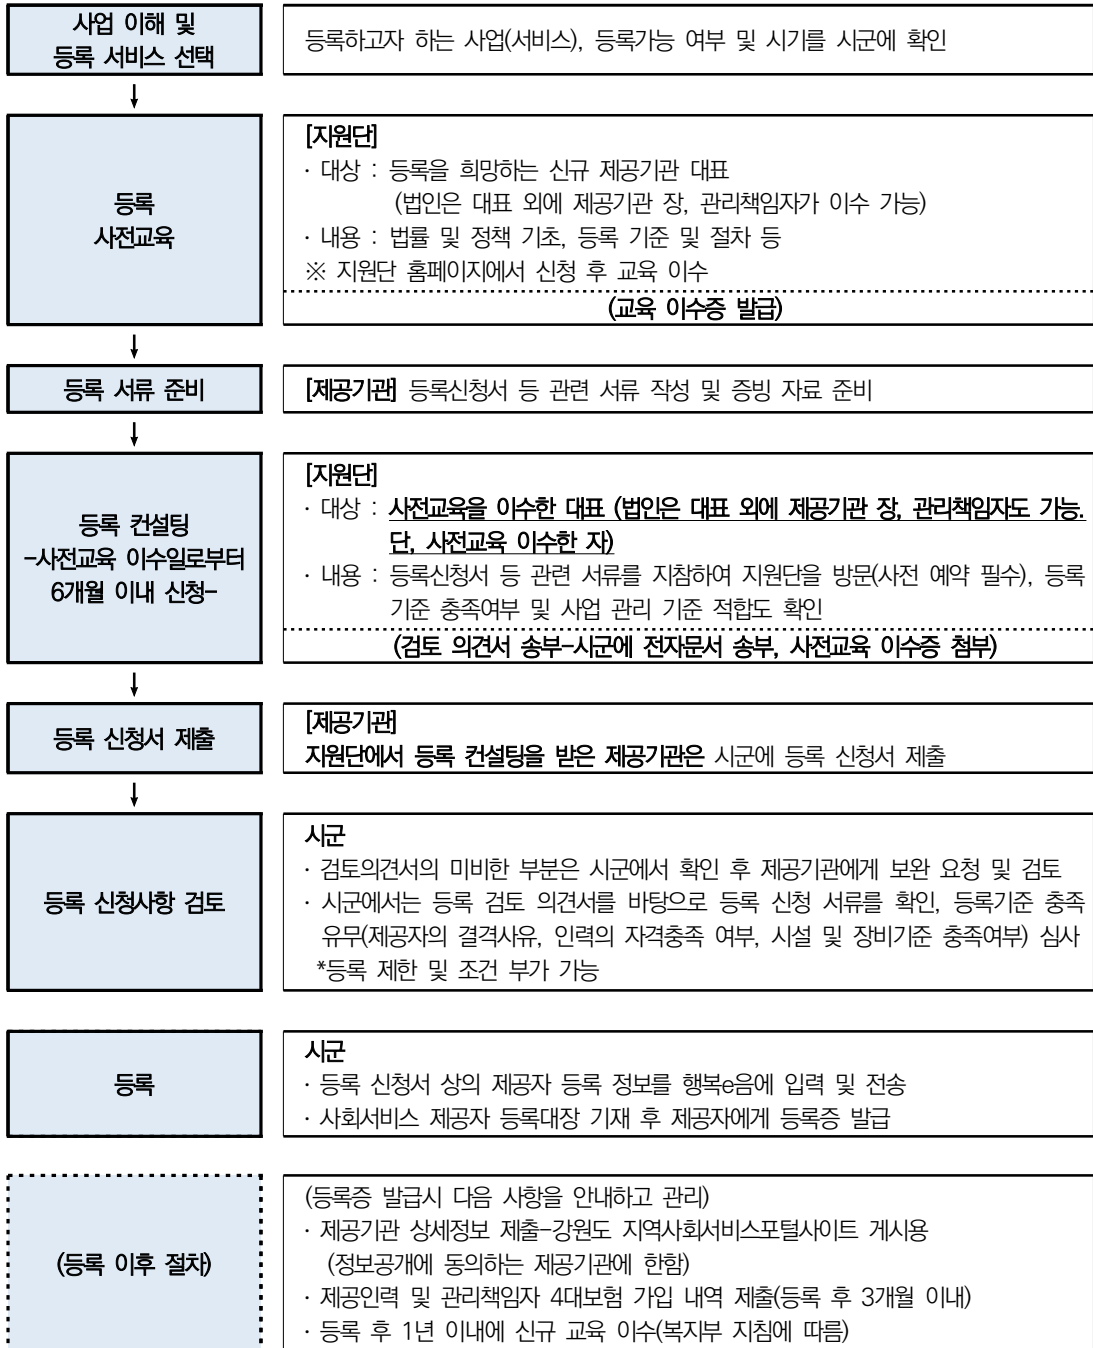 사업 이해 및
등록 서비스 선택
등록하고자 하는 사업(서비스), 등록가능 여부 및 시기를 시군에 확인
등록
사전교육
[지원단]
· 대상 : 등록을 희망하는 신규 제공기관 대표
(법인은 대표 외에 제공기관 장, 관리책임자가 이수 가능)
· 내용 : 법률 및 정책 기초, 등록 기준 및 절차 등
※ 지원단 홈페이지에서 신청 후 교육 이수
(교육 이수증 발급)
등록 서류 준비
[제공기관] 등록신청서 등 관련 서류 작성 및 증빙 자료 준비
등록 컨설팅
-사전교육 이수일로부터
6개월 이내 신청-
[지원단]
· 대상 : 사전교육을 이수한 대표 (법인은 대표 외에 제공기관 장, 관리책임자도 가능.
단, 사전교육 이수한 자)
· 내용 : 등록신청서 등 관련 서류를 지참하여 지원단을 방문(사전 예약 필수), 등록
기준 충족여부 및 사업 관리 기준 적합도 확인
(검토 의견서 송부-시군에 전자문서 송부, 사전교육 이수증 첨부)
등록 신청서 제출
[제공기관]
지원단에서 등록 컨설팅을 받은 제공기관은 시군에 등록 신청서 제출
등록 신청사항 검토
시군
· 검토의견서의 미비한 부분은 시군에서 확인 후 제공기관에게 보완 요청 및 검토
· 시군에서는 등록 검토 의견서를 바탕으로 등록 신청 서류를 확인, 등록기준 충족
유무(제공자의 결격사유, 인력의 자격충족 여부, 시설 및 장비기준 충족여부) 심사
*등록 제한 및 조건 부가 가능
등록
시군
· 등록 신청서 상의 제공자 등록 정보를 행복e음에 입력 및 전송
· 사회서비스 제공자 등록대장 기재 후 제공자에게 등록증 발급
(등록 이후 절차)
(등록증 발급시 다음 사항을 안내하고 관리)
· 제공기관 상세정보 제출-강원도 지역사회서비스포털사이트 게시용
(정보공개에 동의하는 제공기관에 한함)
· 제공인력 및 관리책임자 4대보험 가입 내역 제출(등록 후 3개월 이내)
· 등록 후 1년 이내에 신규 교육 이수(복지부 지침에 따름)